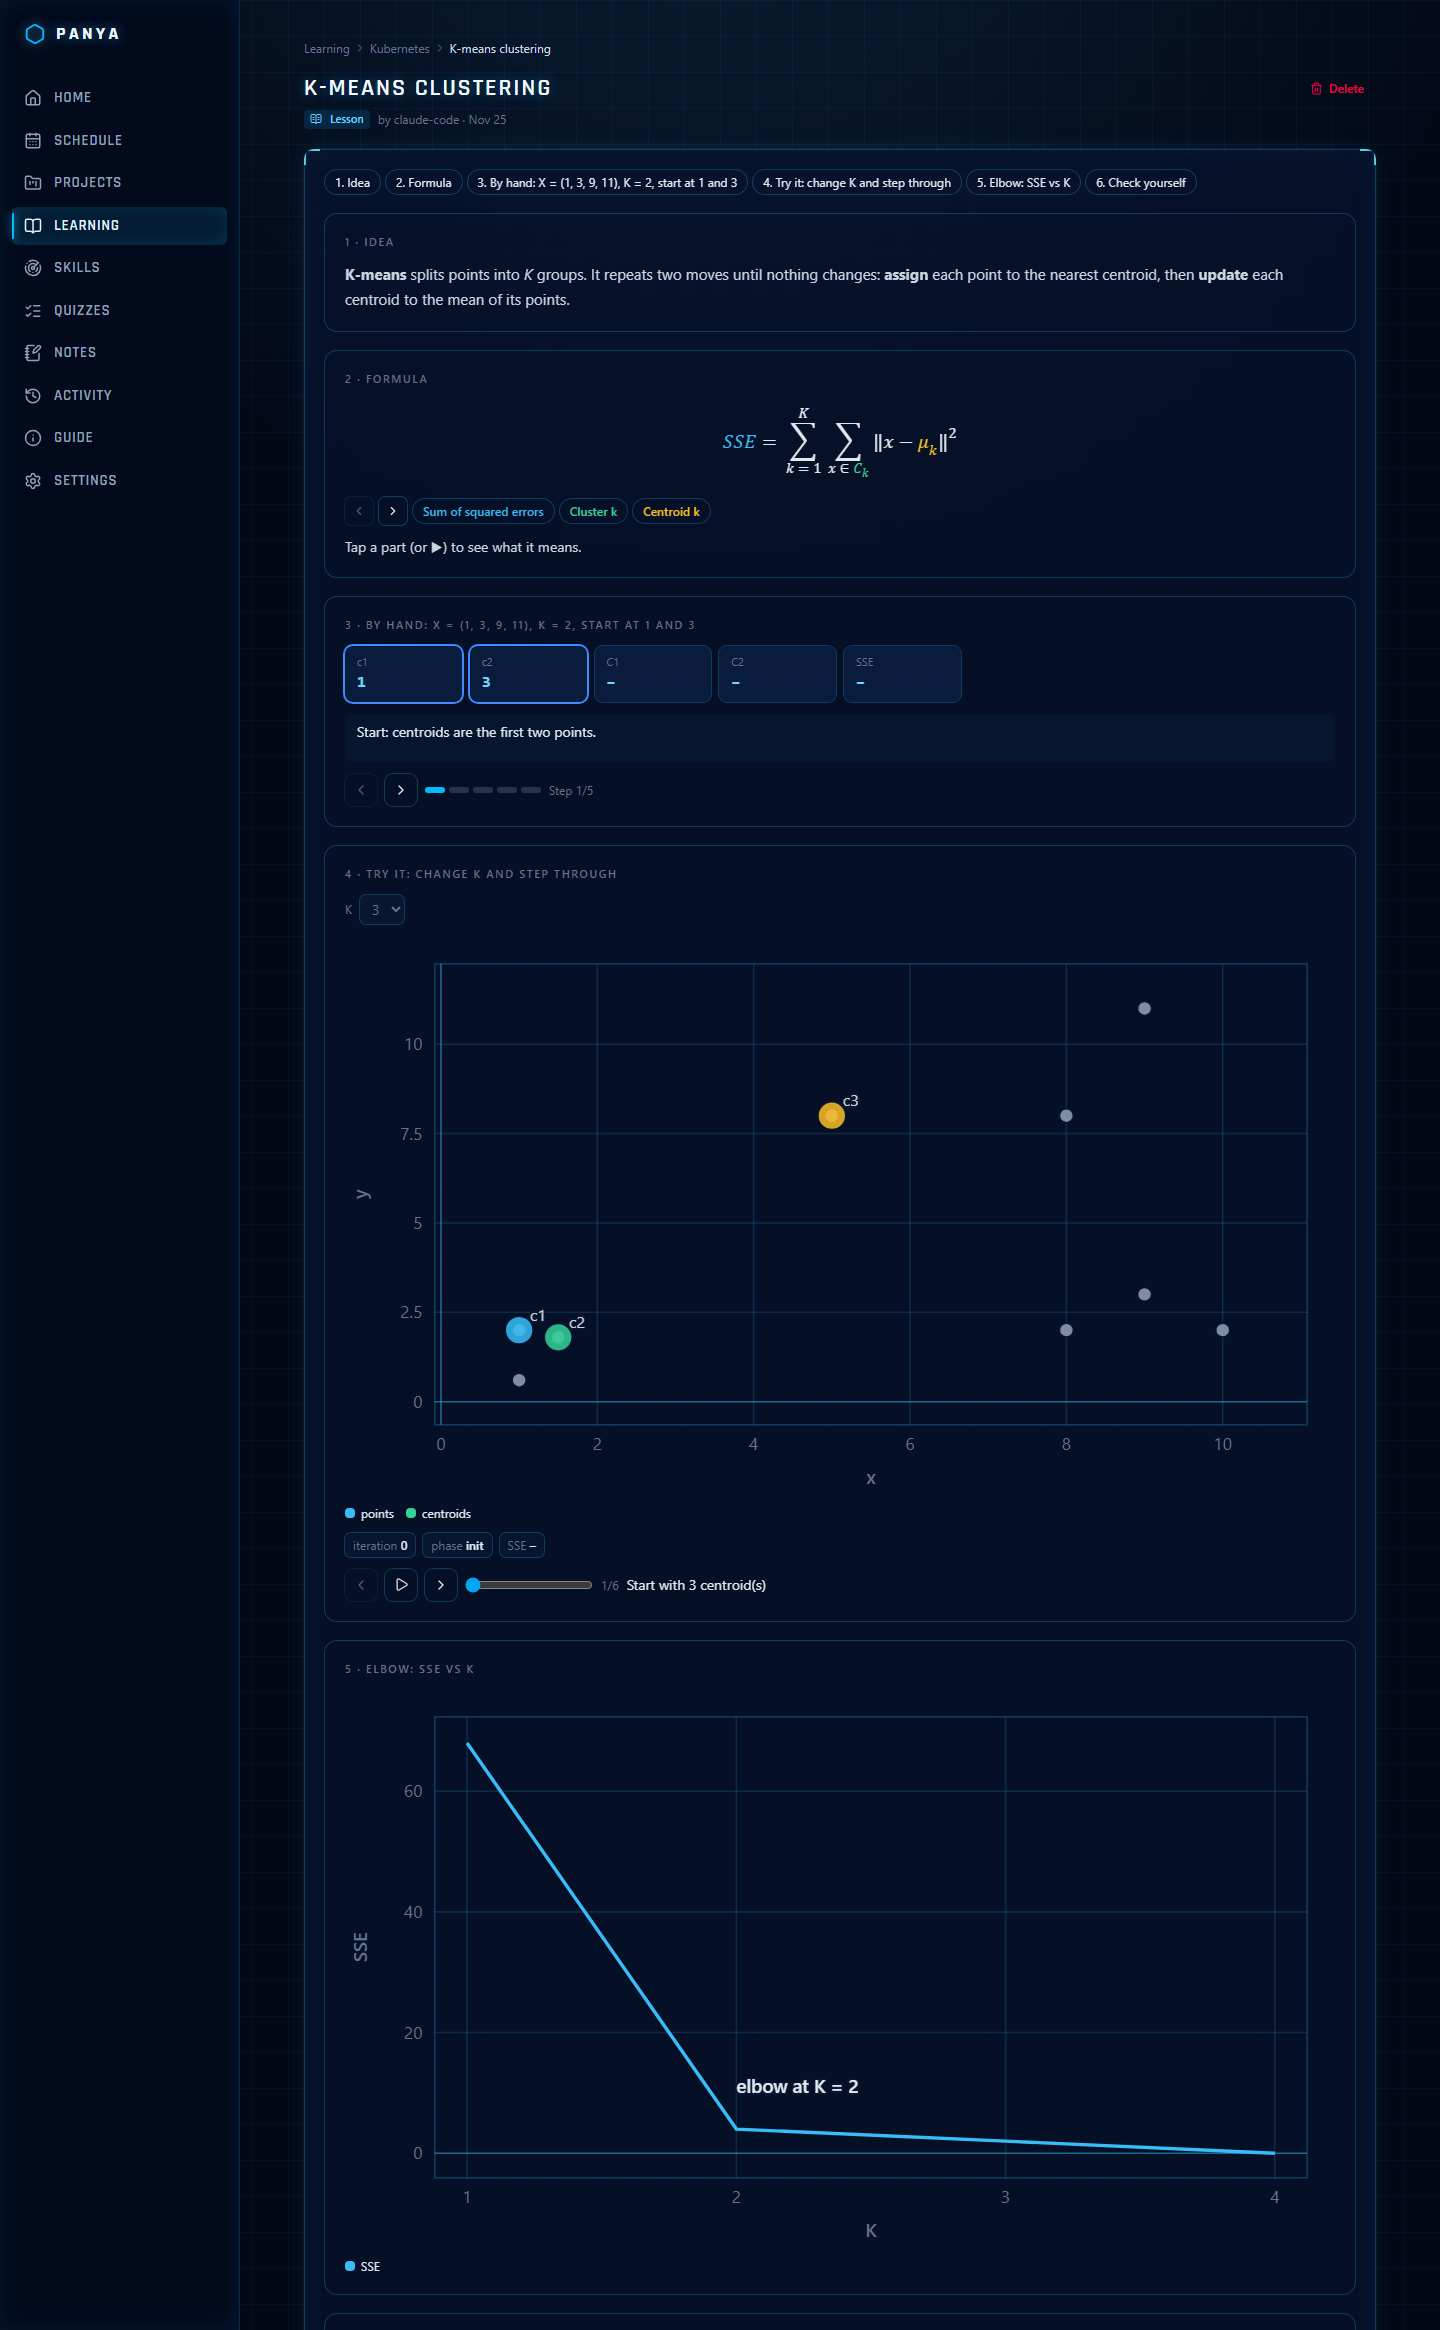 PANYA
HOME
SCHEDULE
PROJECTS
LEARNING
SKILLS
QUIZZES
NOTES
ACTIVITY
GUIDE
SETTINGS
Learning > Kubernetes > K-means clustering
K-MEANS CLUSTERING
Delete
Lesson by claude-code · Nov 25
1. Idea 2. Formula 3. By hand: X = (1, 3, 9, 11), K = 2, start at 1 and 3 4. Try it: change K and step through 5. Elbow: SSE vs K 6. Check yourself
1 · IDEA
K-means splits points into K groups. It repeats two moves until nothing changes: assign each point to the nearest centroid, then update each
centroid to the mean of its points.
2 · FORMULA
SSE = ∑_{k=1}^{K} ∑_{x∈C_k} ‖x − μ_k‖²
Sum of squared errors Cluster k Centroid k
Tap a part (or ▶) to see what it means.
3 · BY HAND: X = (1, 3, 9, 11), K = 2, START AT 1 AND 3
c1 c2 C1 C2 SSE
1 3 – – –
Start: centroids are the first two points.
Step 1/5
4 · TRY IT: CHANGE K AND STEP THROUGH
K 3
10
7.5
5
2.5
0
y
c3
c1
c2
0 2 4 6 8 10
x
points centroids
iteration 0 phase init SSE –
1/6 Start with 3 centroid(s)
5 · ELBOW: SSE VS K
60
40
20
0
SSE
elbow at K = 2
1 2 3 4
K
SSE